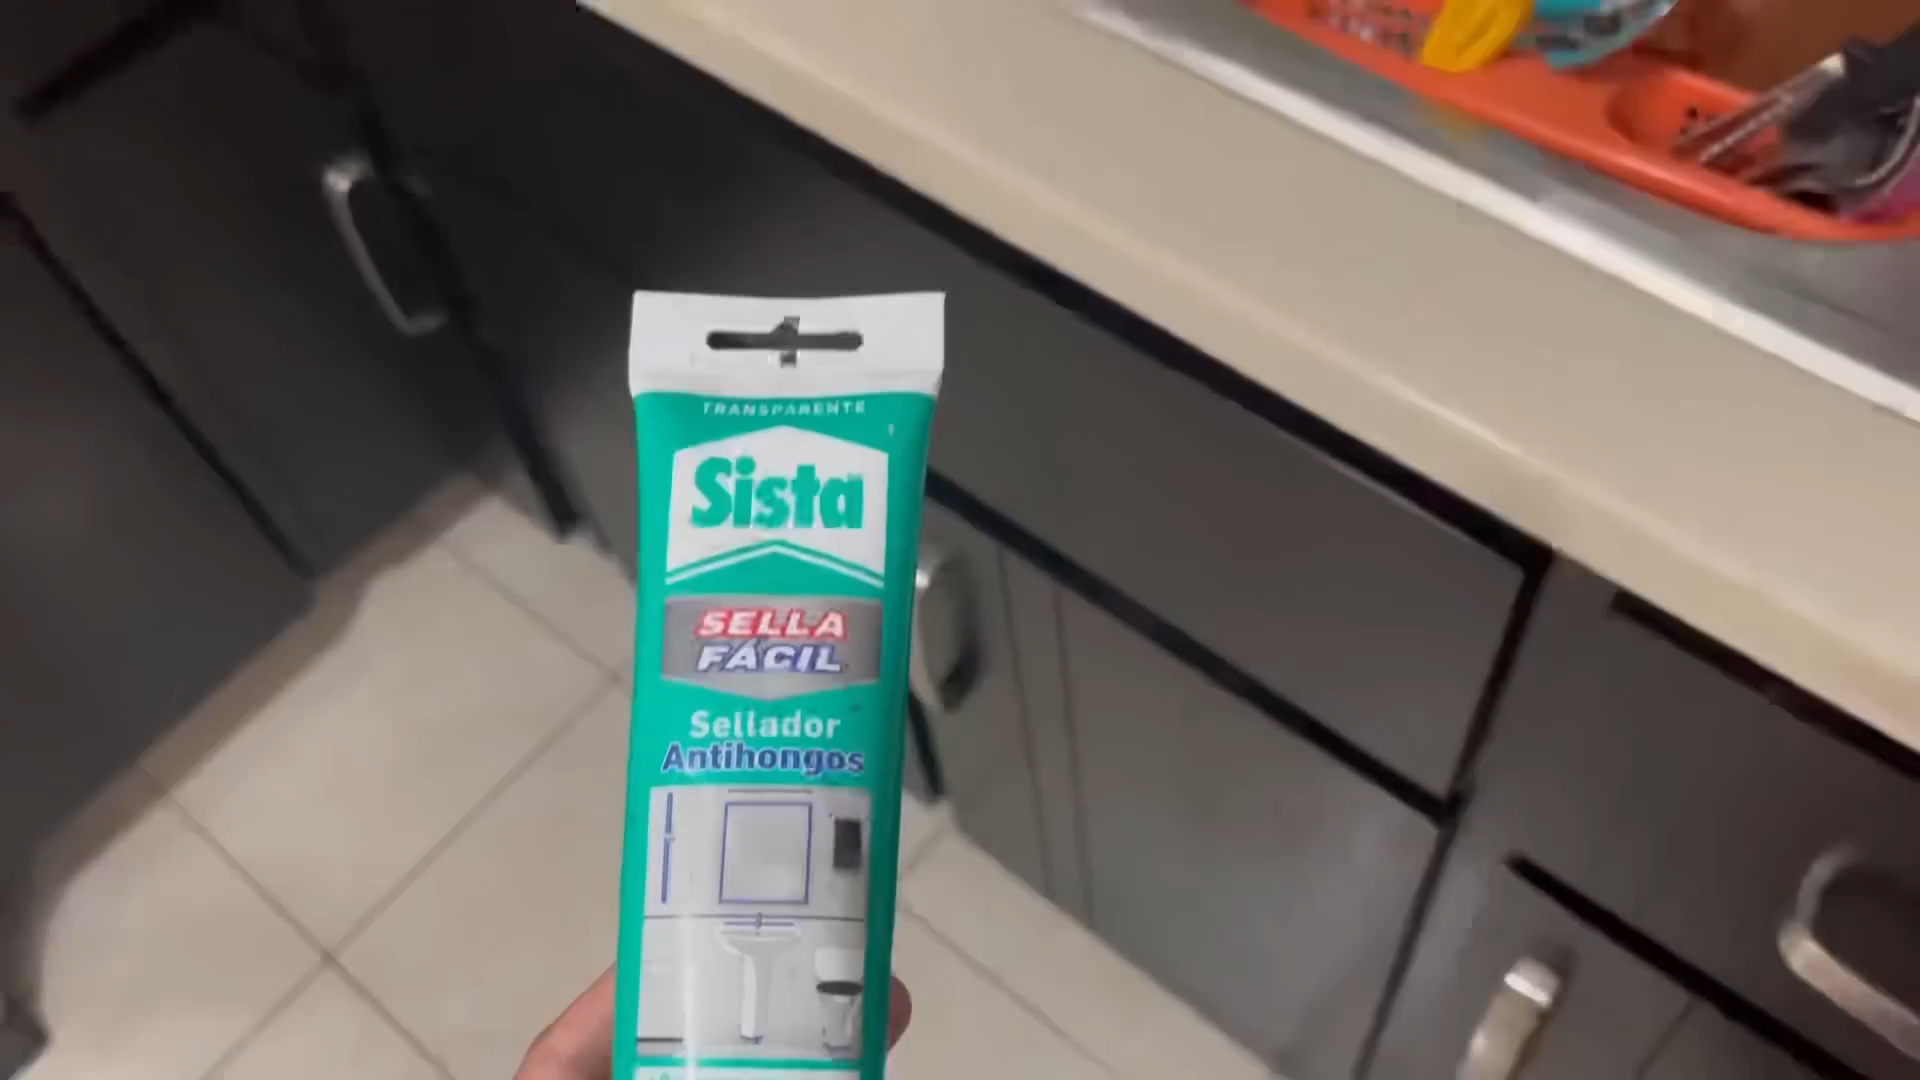 TRANSPARENTE
Sista
SELLA
FÁCIL
Sellador
Antihongos